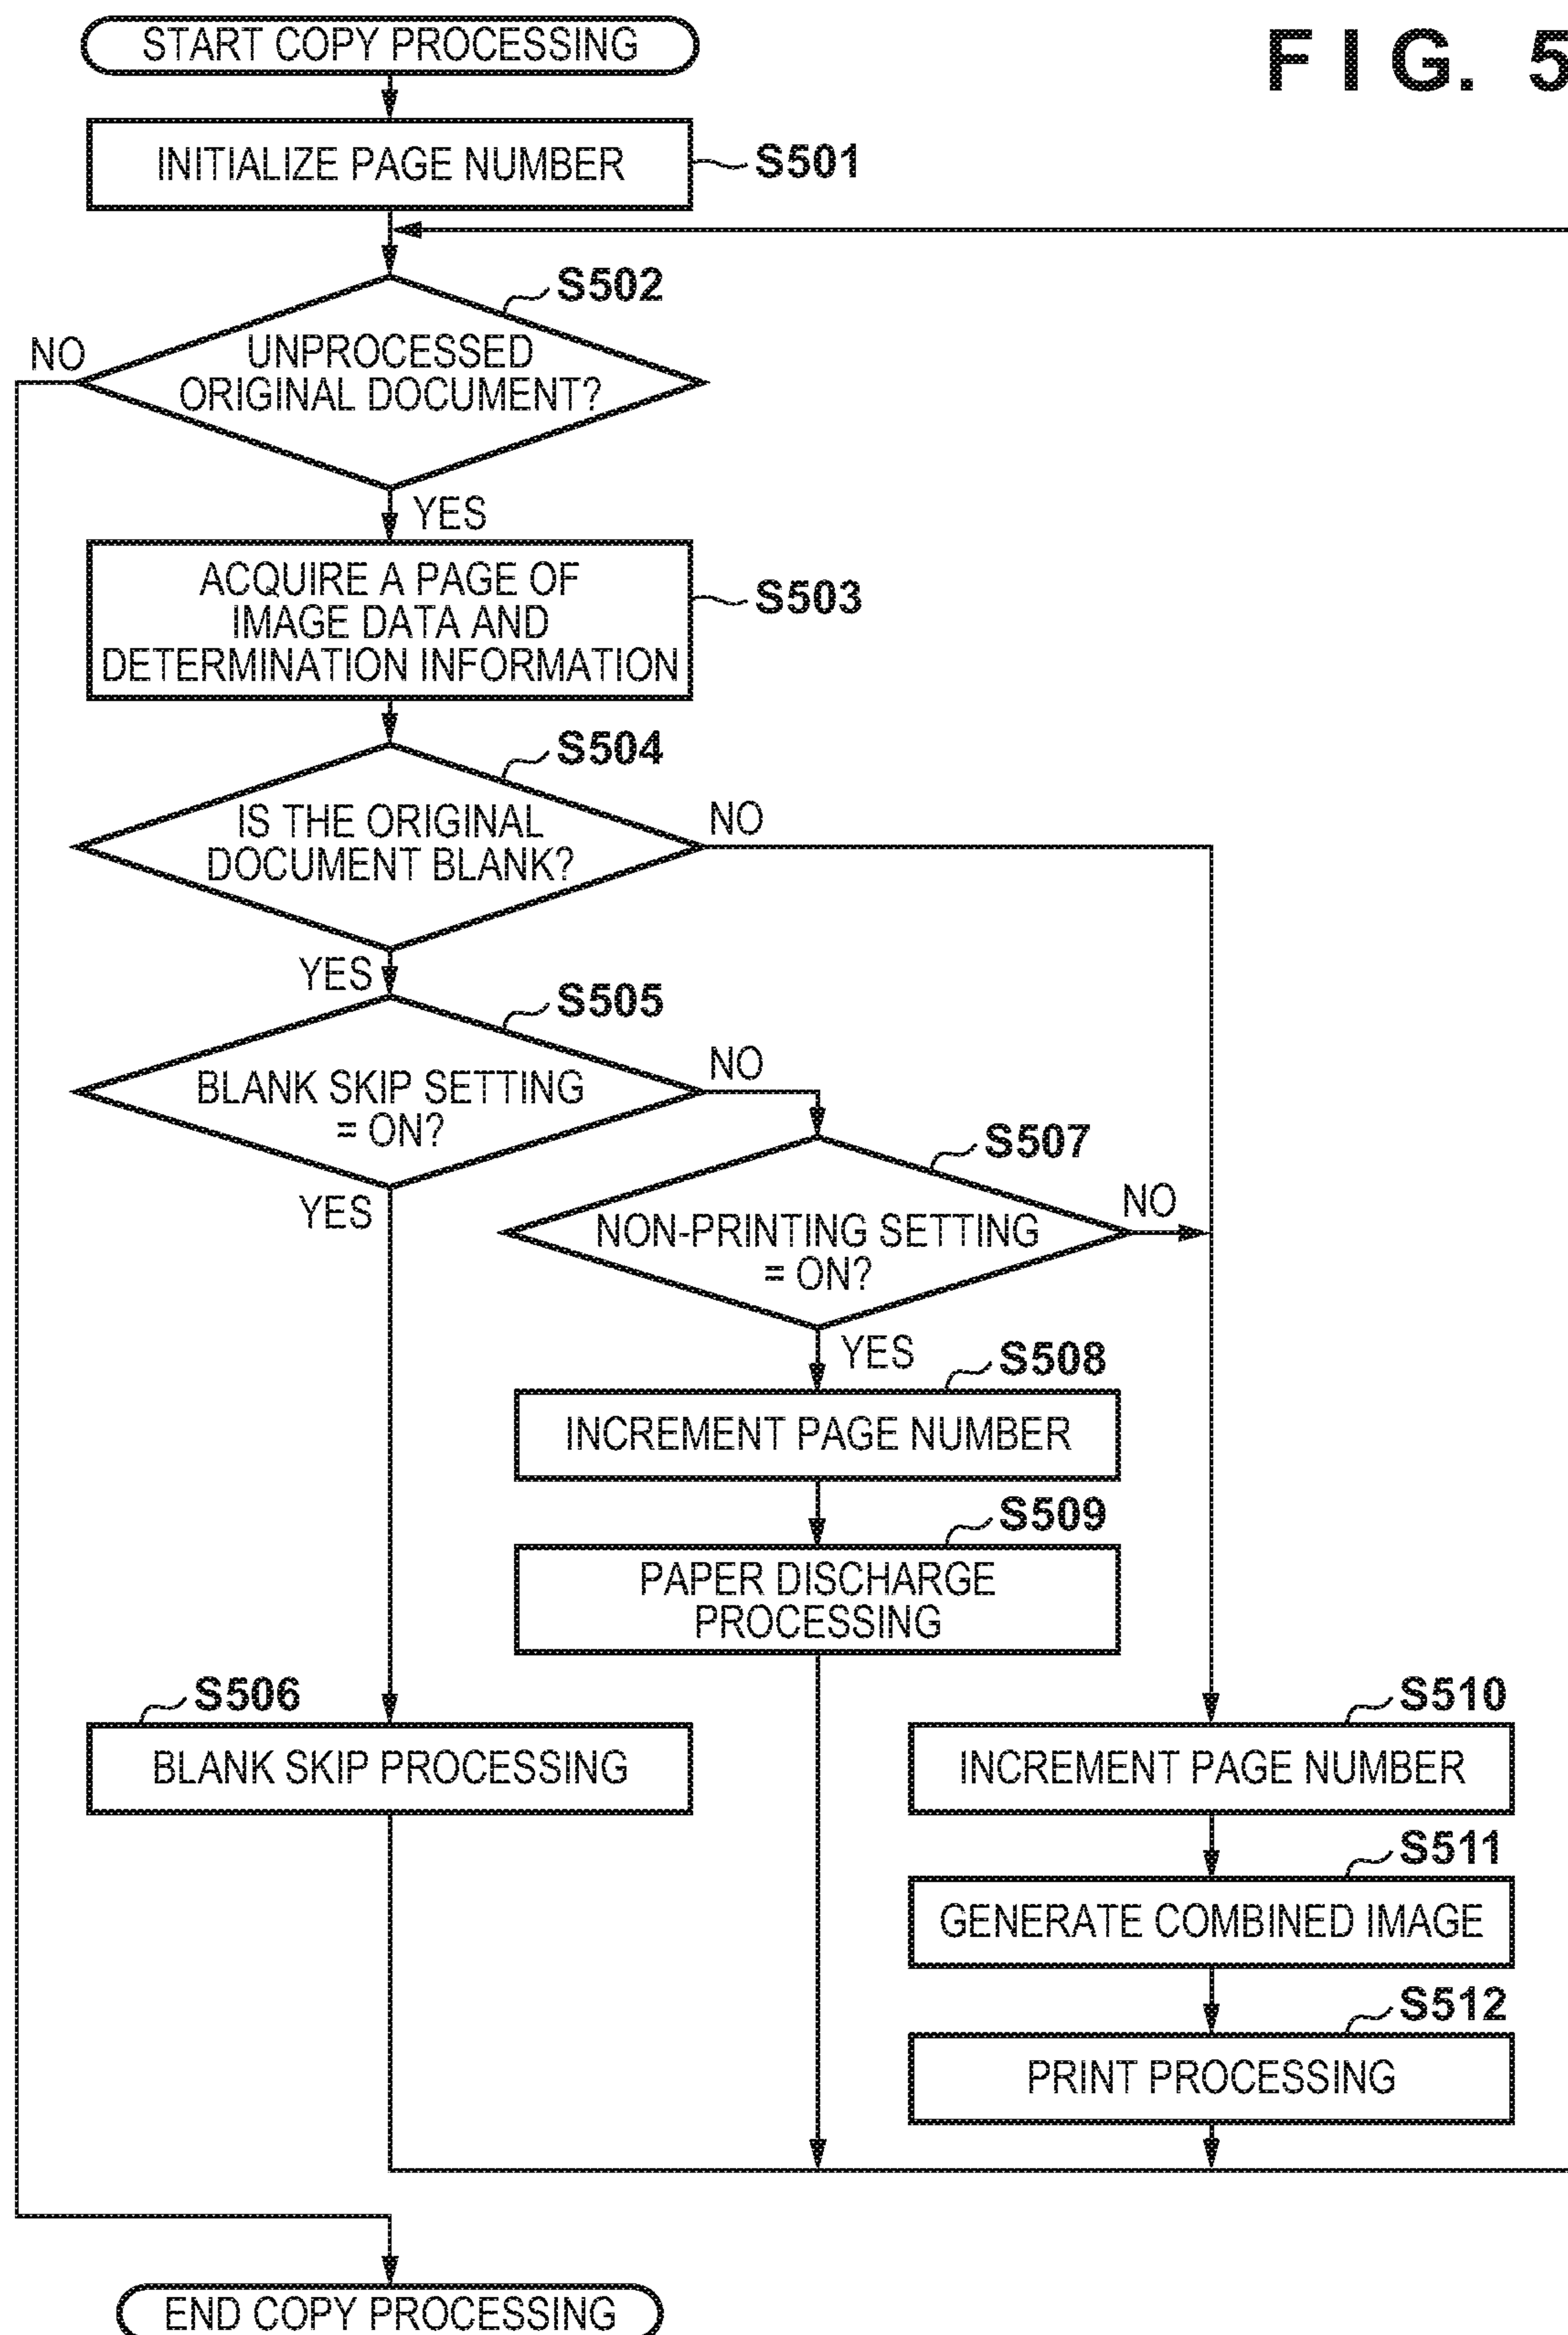 START COPY PROCESSING
FIG. 5
INITIALIZE PAGE NUMBER
S501
S502
NO
UNPROCESSED
ORIGINAL DOCUMENT?
YES
ACQUIRE A PAGE OF
IMAGE DATA AND
DETERMINATION INFORMATION
S503
S504
IS THE ORIGINAL
DOCUMENT BLANK?
NO
YES
S505
BLANK SKIP SETTING
= ON?
NO
YES
S507
NON-PRINTING SETTING
= ON?
NO
YES
S508
INCREMENT PAGE NUMBER
S509
PAPER DISCHARGE
PROCESSING
S506
BLANK SKIP PROCESSING
S510
INCREMENT PAGE NUMBER
S511
GENERATE COMBINED IMAGE
S512
PRINT PROCESSING
END COPY PROCESSING